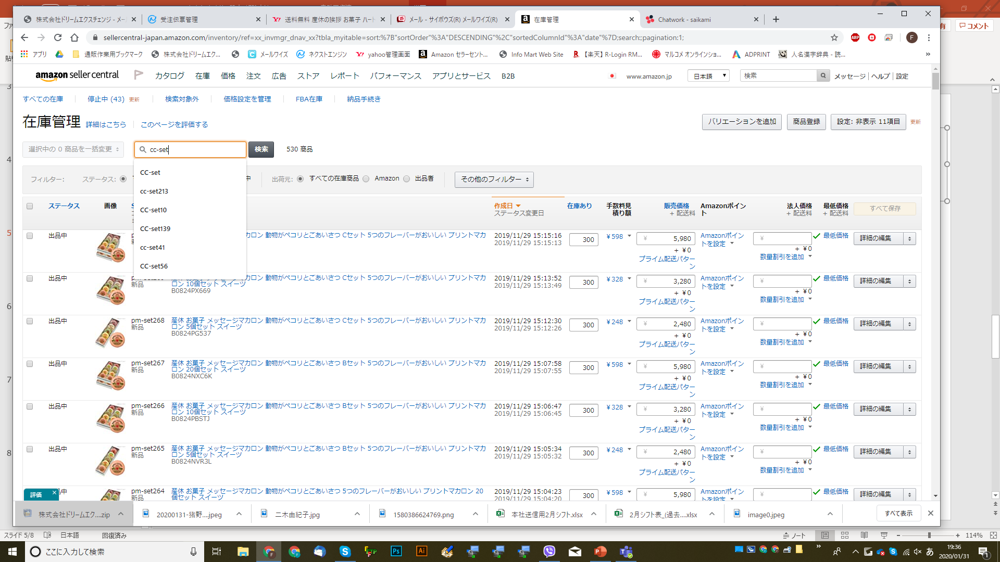 株式会社ドリームエクスチェンジ - メー
受注伝票管理
送料無料 産休の挨拶 お菓子 ハート
メール - サイボウズ(R) メールワイズ(R)
在庫管理
Chatwork - saikami
sellercentral-japan.amazon.com/inventory/ref=xx_invmgr_dnav_xx?tbla_myitable=sort:%7B"sortOrder"%3A"DESCENDING"%2C"sortedColumnId"%3A"date"%7D;search:;pagination:1;
コメント
アプリ
通販作業用ブックマーク
株式会社ドリームエク...
メールワイズ
ネクストエンジン
yahoo管理画面
Amazon セラーセント...
Info Mart Web Site
【楽天】R-Login RM...
マルコメ オンラインショ...
ADPRINT
人名漢字辞典 - 読...
amazon seller central
カタログ 在庫 価格 注文 広告 ストア レポート パフォーマンス アプリとサービス B2B
www.amazon.jp
日本語
検索
メッセージ | ヘルプ | 設定
すべての在庫
停止中 (43) 更新
検索対象外
価格設定を管理
FBA在庫
納品手続き
在庫管理 詳細はこちら このページを評価する
バリエーションを追加
商品登録
設定: 非表示 11項目
更新
選択中の 0 商品を一括変更
cc-set
検索
530 商品
CC-set
cc-set213
CC-set10
CC-set139
cc-set41
CC-set56
フィルター: ステータス:
中
出荷元: すべての在庫商品 Amazon 出品者
その他のフィルター
ステータス
画像
作成日
ステータス変更日
在庫あり
手数料見積り額
販売価格
+ 配送料
Amazonポイント
法人価格
+ 配送料
最低価格
+ 配送料
すべて保存
出品中
カロン 動物がペコリとごあいさつ Cセット 5つのフレーバーがおいしい プリントマカ
2019/11/29 15:15:16
2019/11/29 15:15:13
300
¥598
¥ 5,980
+ ¥0
プライム配送パターン
Amazonポイントを設定
¥
+ ¥0
数量割引を追加
最低価格
詳細の編集
出品中
新品
カロン 動物がペコリとごあいさつ Cセット 5つのフレーバーがおいしい プリントマカ
ロン 10個セット スイーツ
B0824PX669
2019/11/29 15:13:52
2019/11/29 15:13:49
300
¥328
¥ 3,280
+ ¥0
プライム配送パターン
Amazonポイントを設定
¥
+ ¥0
数量割引を追加
最低価格
詳細の編集
出品中
pm-set268
新品
産休 お菓子 メッセージマカロン 動物がペコリとごあいさつ Cセット 5つのフレーバーがおいしい プリントマカ
ロン 5個セット スイーツ
B0824PG537
2019/11/29 15:12:30
2019/11/29 15:12:26
300
¥248
¥ 2,480
+ ¥0
プライム配送パターン
Amazonポイントを設定
¥
+ ¥0
数量割引を追加
最低価格
詳細の編集
出品中
pm-set267
新品
産休 お菓子 メッセージマカロン 動物がペコリとごあいさつ Bセット 5つのフレーバーがおいしい プリントマカ
ロン 20個セット スイーツ
B0824NXC6K
2019/11/29 15:07:58
2019/11/29 15:07:55
300
¥598
¥ 5,980
+ ¥0
プライム配送パターン
Amazonポイントを設定
¥
+ ¥0
数量割引を追加
最低価格
詳細の編集
出品中
pm-set266
新品
産休 お菓子 メッセージマカロン 動物がペコリとごあいさつ Bセット 5つのフレーバーがおいしい プリントマカ
ロン 10個セット スイーツ
B0824PBSTJ
2019/11/29 15:06:47
2019/11/29 15:06:45
300
¥328
¥ 3,280
+ ¥0
プライム配送パターン
Amazonポイントを設定
¥
+ ¥0
数量割引を追加
最低価格
詳細の編集
出品中
pm-set265
新品
産休 お菓子 メッセージマカロン 動物がペコリとごあいさつ Bセット 5つのフレーバーがおいしい プリントマカ
ロン 5個セット スイーツ
B0824NVR3L
2019/11/29 15:05:34
2019/11/29 15:05:32
300
¥248
¥ 2,480
+ ¥0
プライム配送パターン
Amazonポイントを設定
¥
+ ¥0
数量割引を追加
最低価格
詳細の編集
評価
pm-set264
新品
産休 お菓子 メッセージマカロン 動物がペコリとごあいさつ 5つのフレーバーがおいしい プリントマカロン 20
個セット スイーツ
2019/11/29 15:04:23
2019/11/29 15:04:20
300
¥598
¥ 5,980
Amazonポイントを設定
¥
最低価格
詳細の編集
株式会社ドリームエク....zip
20200131-猪野....jpeg
二木由紀子.jpg
1580386624769.png
本社送信用2月シフト.xlsx
2月シフト表_(過去....xlsx
image0.jpeg
すべて表示
3
4
5
6
7
8
スライド 5/8
日本語
回復済み
ノート
114%
ここに入力して検索
あ
19:36
2020/01/31
1